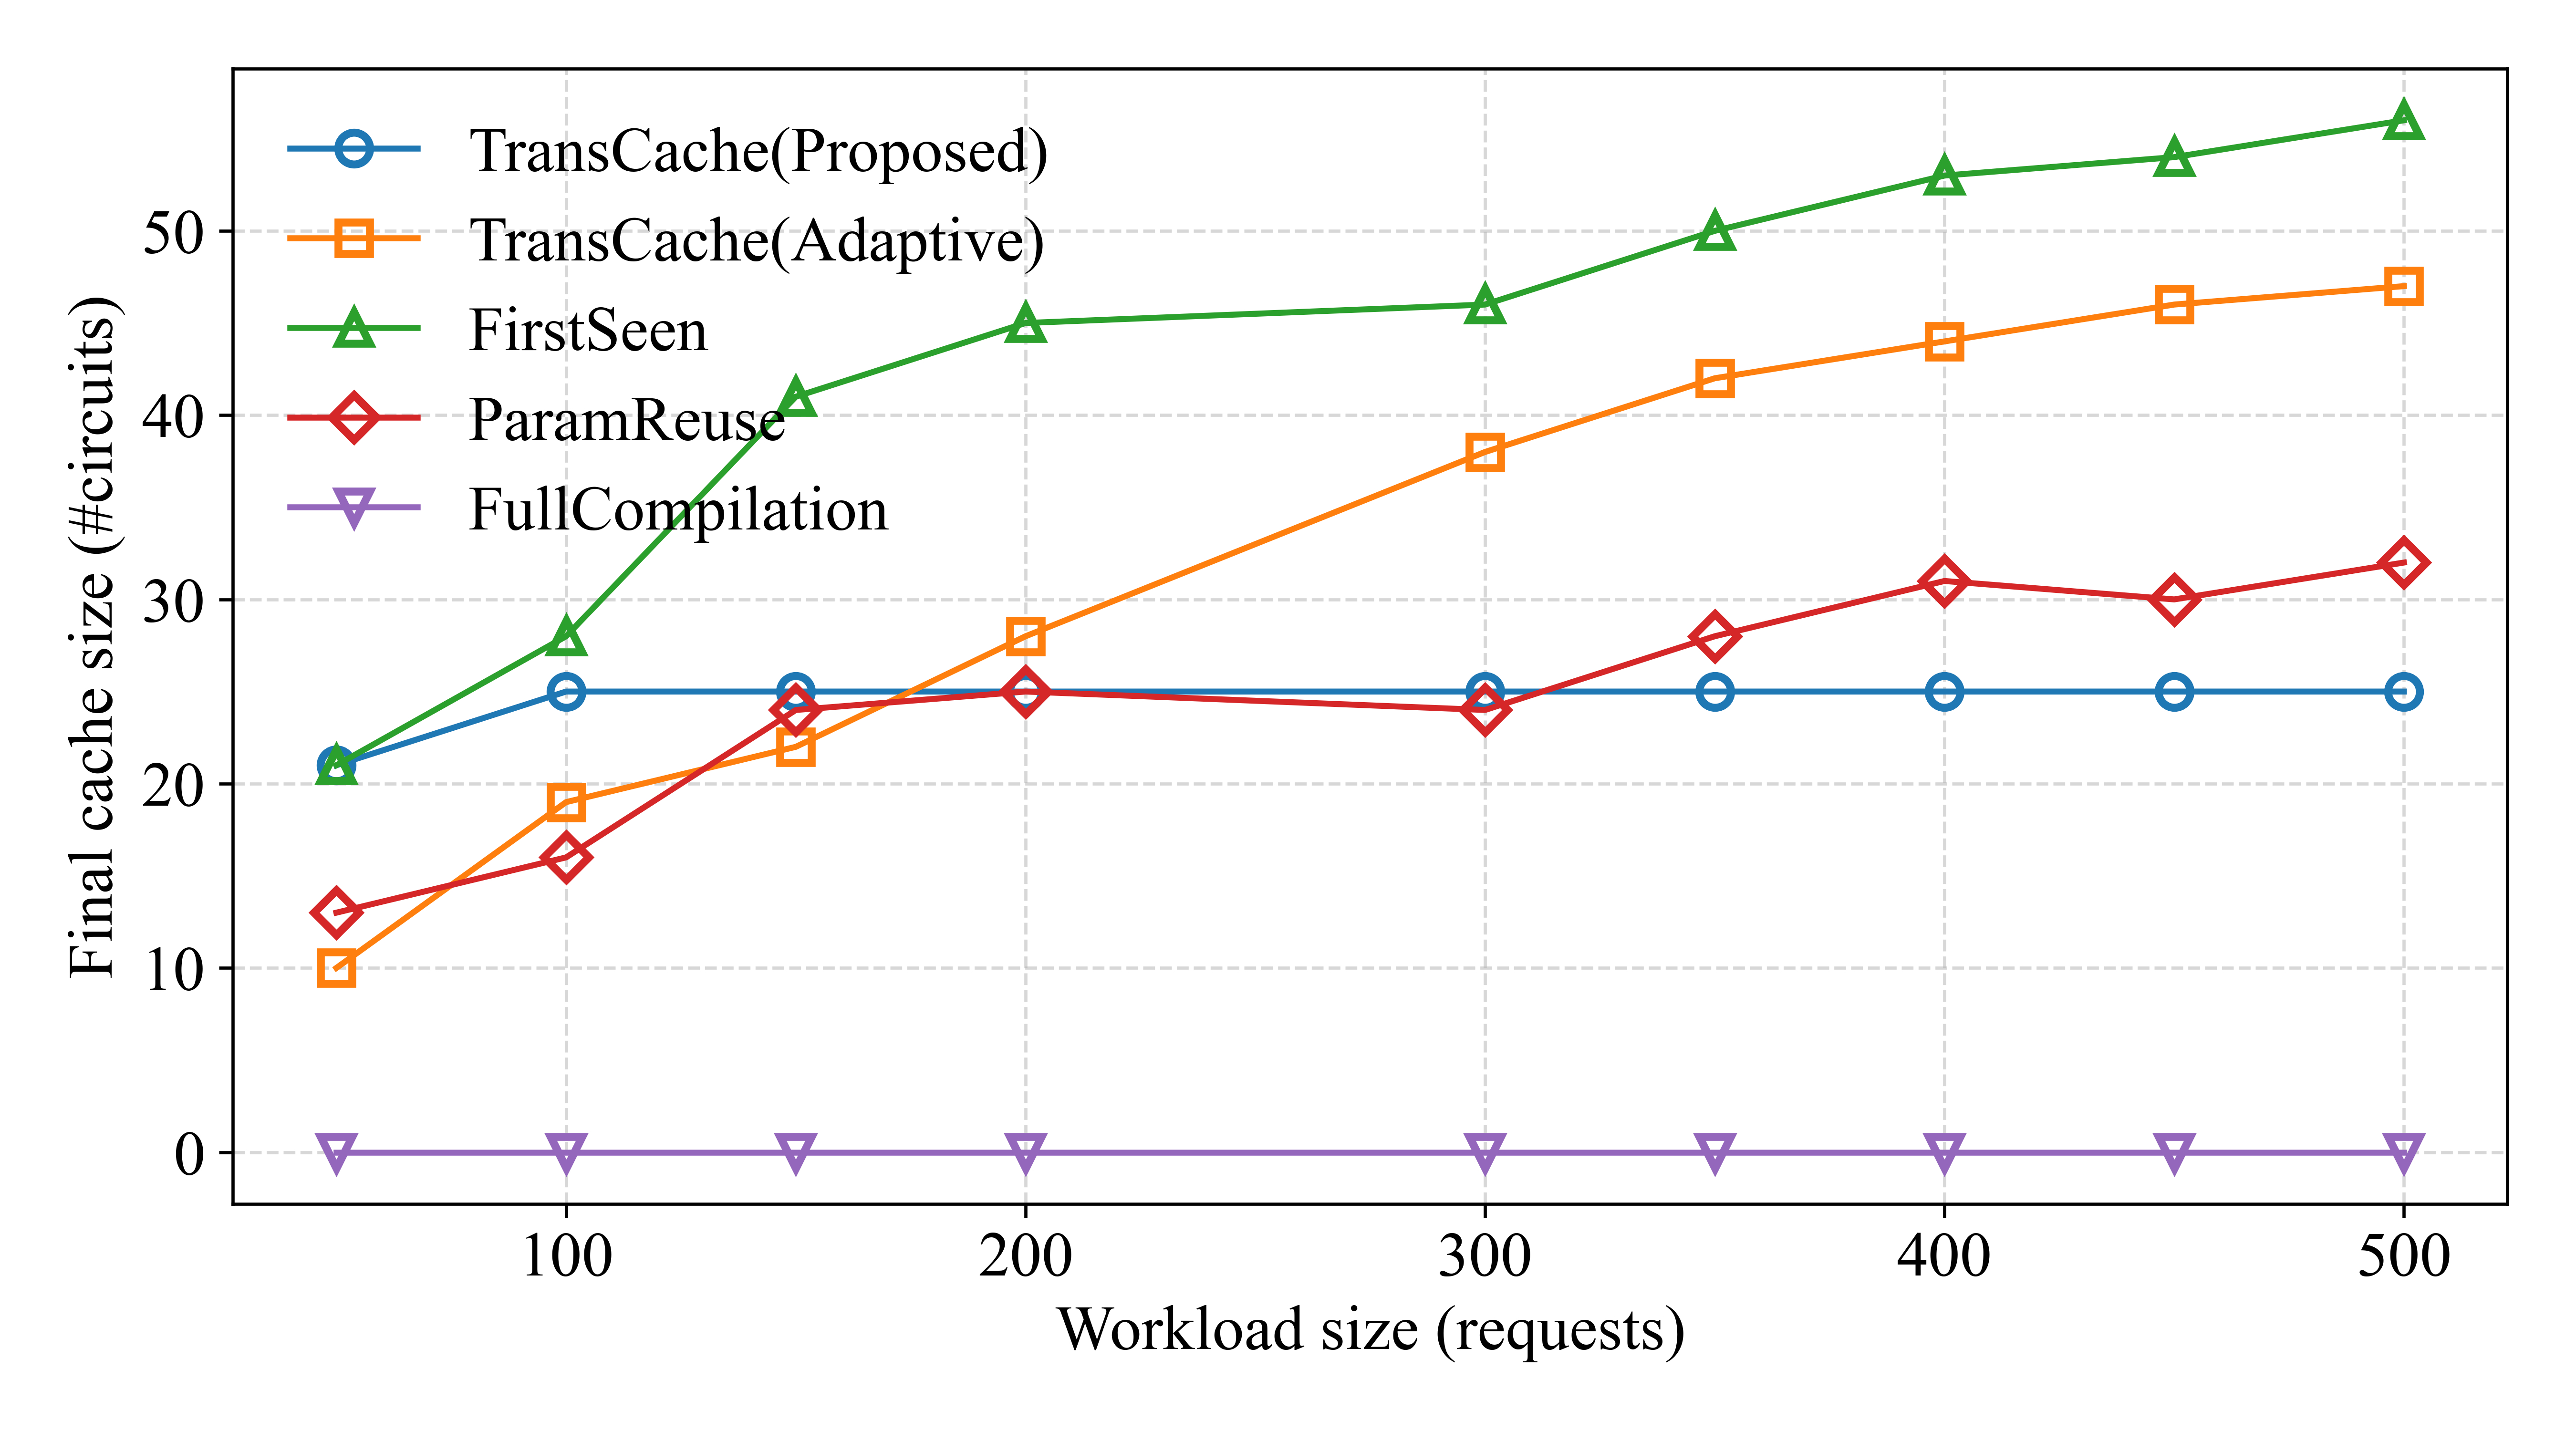 TransCache(Proposed)
TransCache(Adaptive)
FirstSeen
ParamReuse
FullCompilation
Final cache size (#circuits)
50
40
30
20
10
0
100 200 300 400 500
Workload size (requests)